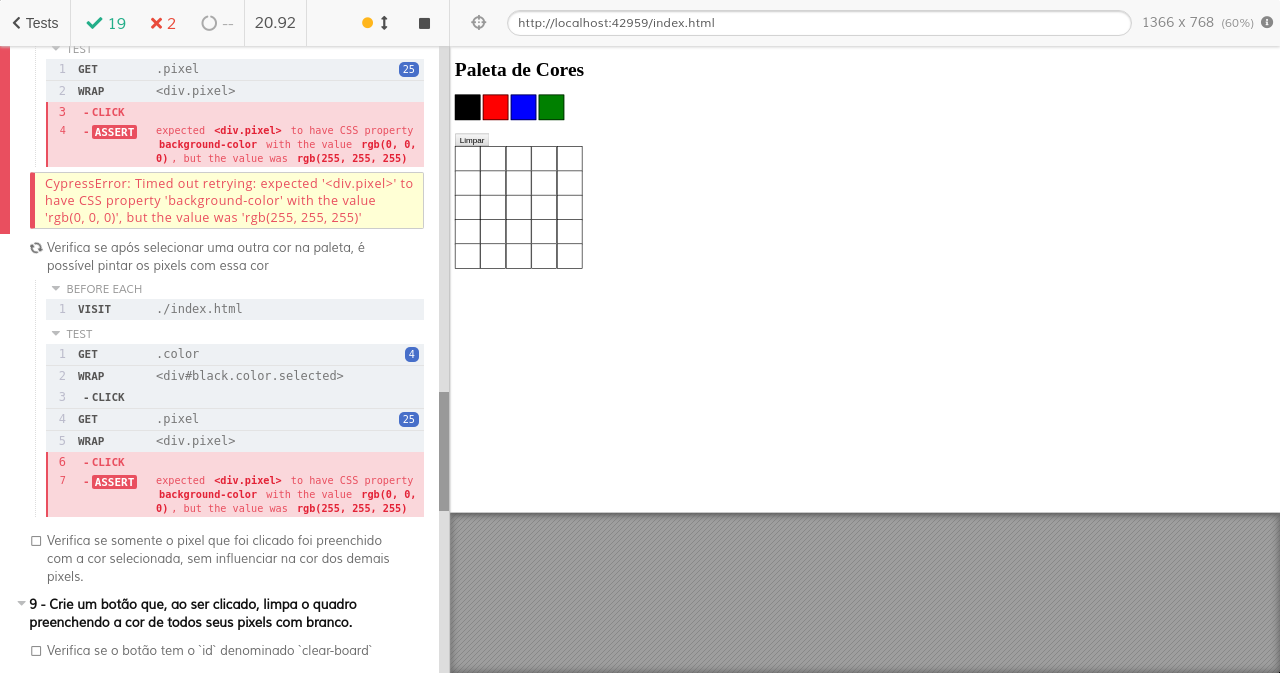 Tests 19 2 -- 20.92
http://localhost:42959/index.html 1366 x 768 (60%)
TEST
1 GET .pixel 25
2 WRAP <div.pixel>
3 - CLICK
4 - ASSERT expected <div.pixel> to have CSS property
background-color with the value rgb(0, 0,
0), but the value was rgb(255, 255, 255)
CypressError: Timed out retrying: expected '<div.pixel>' to
have CSS property 'background-color' with the value
'rgb(0, 0, 0)', but the value was 'rgb(255, 255, 255)'
Verifica se após selecionar uma outra cor na paleta, é
possível pintar os pixels com essa cor
BEFORE EACH
1 VISIT ./index.html
TEST
1 GET .color 4
2 WRAP <div#black.color.selected>
3 - CLICK
4 GET .pixel 25
5 WRAP <div.pixel>
6 - CLICK
7 - ASSERT expected <div.pixel> to have CSS property
background-color with the value rgb(0, 0,
0), but the value was rgb(255, 255, 255)
Verifica se somente o pixel que foi clicado foi preenchido
com a cor selecionada, sem influenciar na cor dos demais
pixels.
9 - Crie um botão que, ao ser clicado, limpa o quadro
preenchendo a cor de todos seus pixels com branco.
Verifica se o botão tem o `id` denominado `clear-board`
Paleta de Cores
Limpar